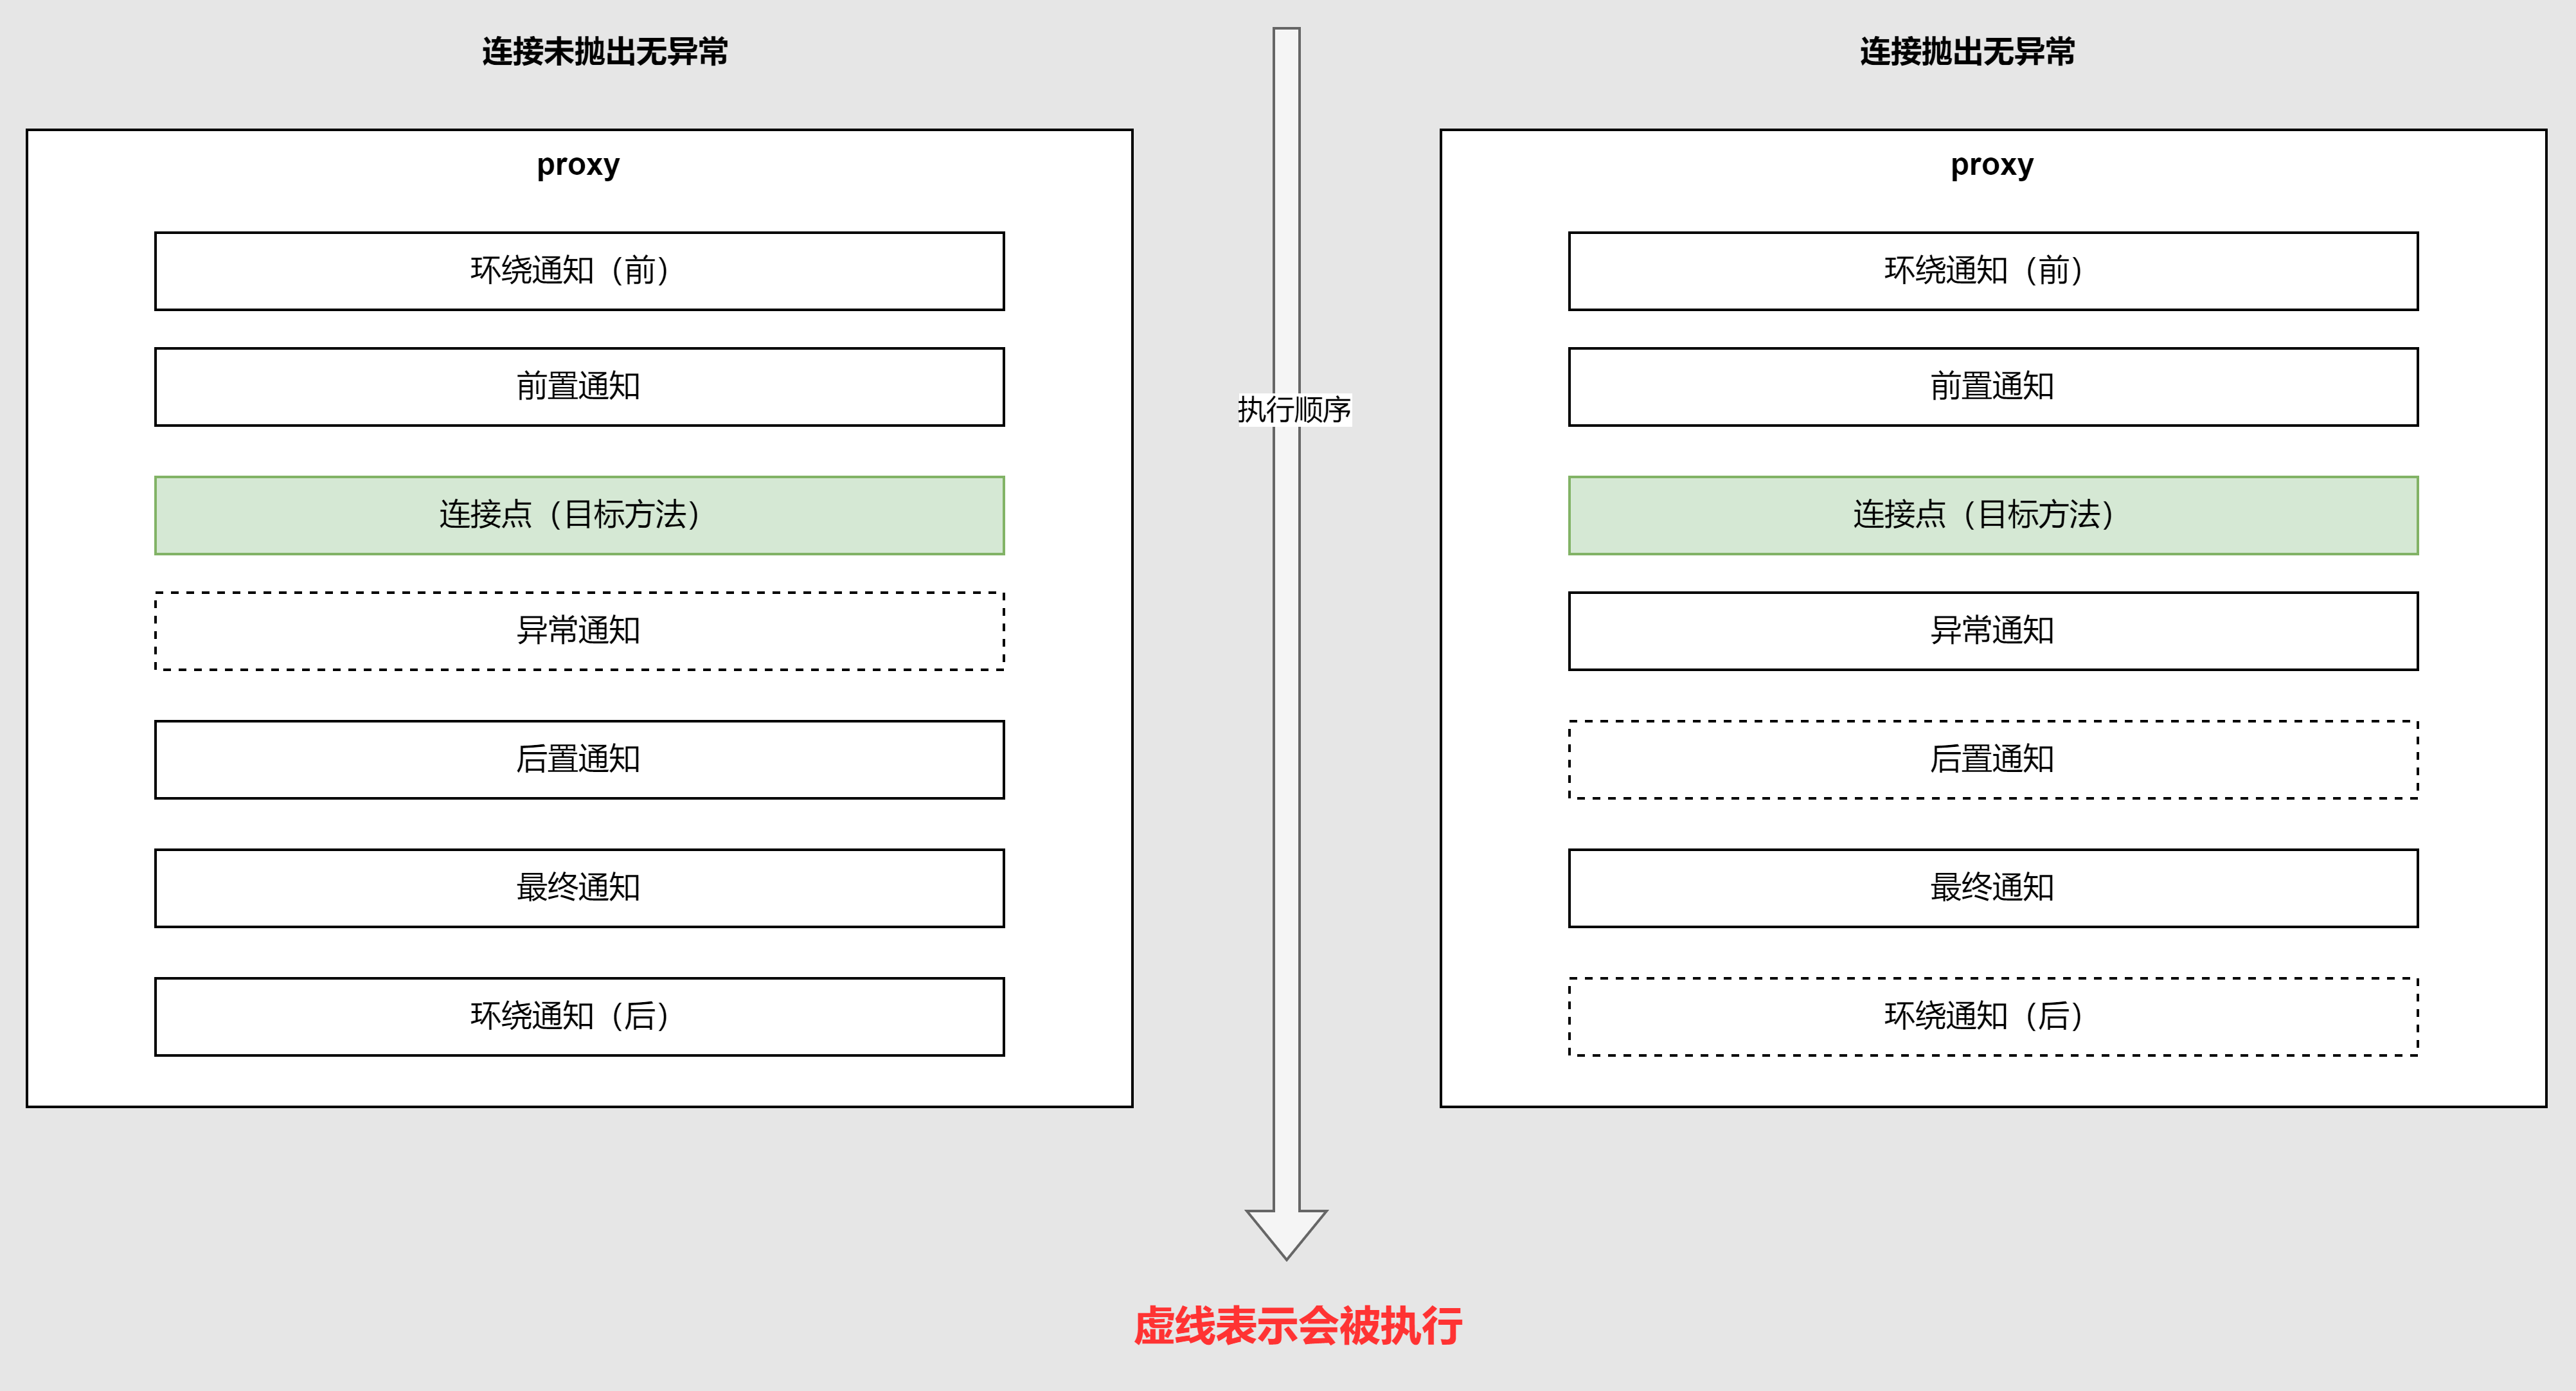 连接未抛出无异常
proxy
环绕通知（前）
前置通知
连接点（目标方法）
异常通知
后置通知
最终通知
环绕通知（后）
执行顺序
连接抛出无异常
proxy
环绕通知（前）
前置通知
连接点（目标方法）
异常通知
后置通知
最终通知
环绕通知（后）
虚线表示会被执行